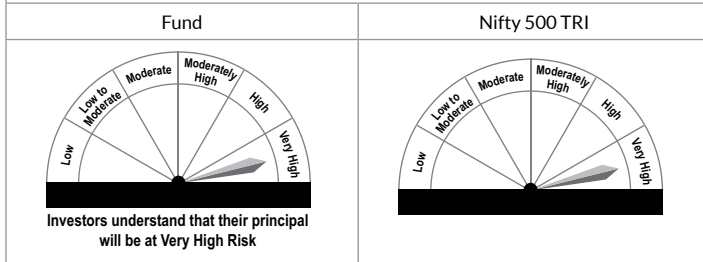 Fund
Nifty 500 TRI
Low
Low to
Moderate
Moderate
Moderately
High
High
Very High
Investors understand that their principal
will be at Very High Risk
Low
Low to
Moderate
Moderate
Moderately
High
High
Very High